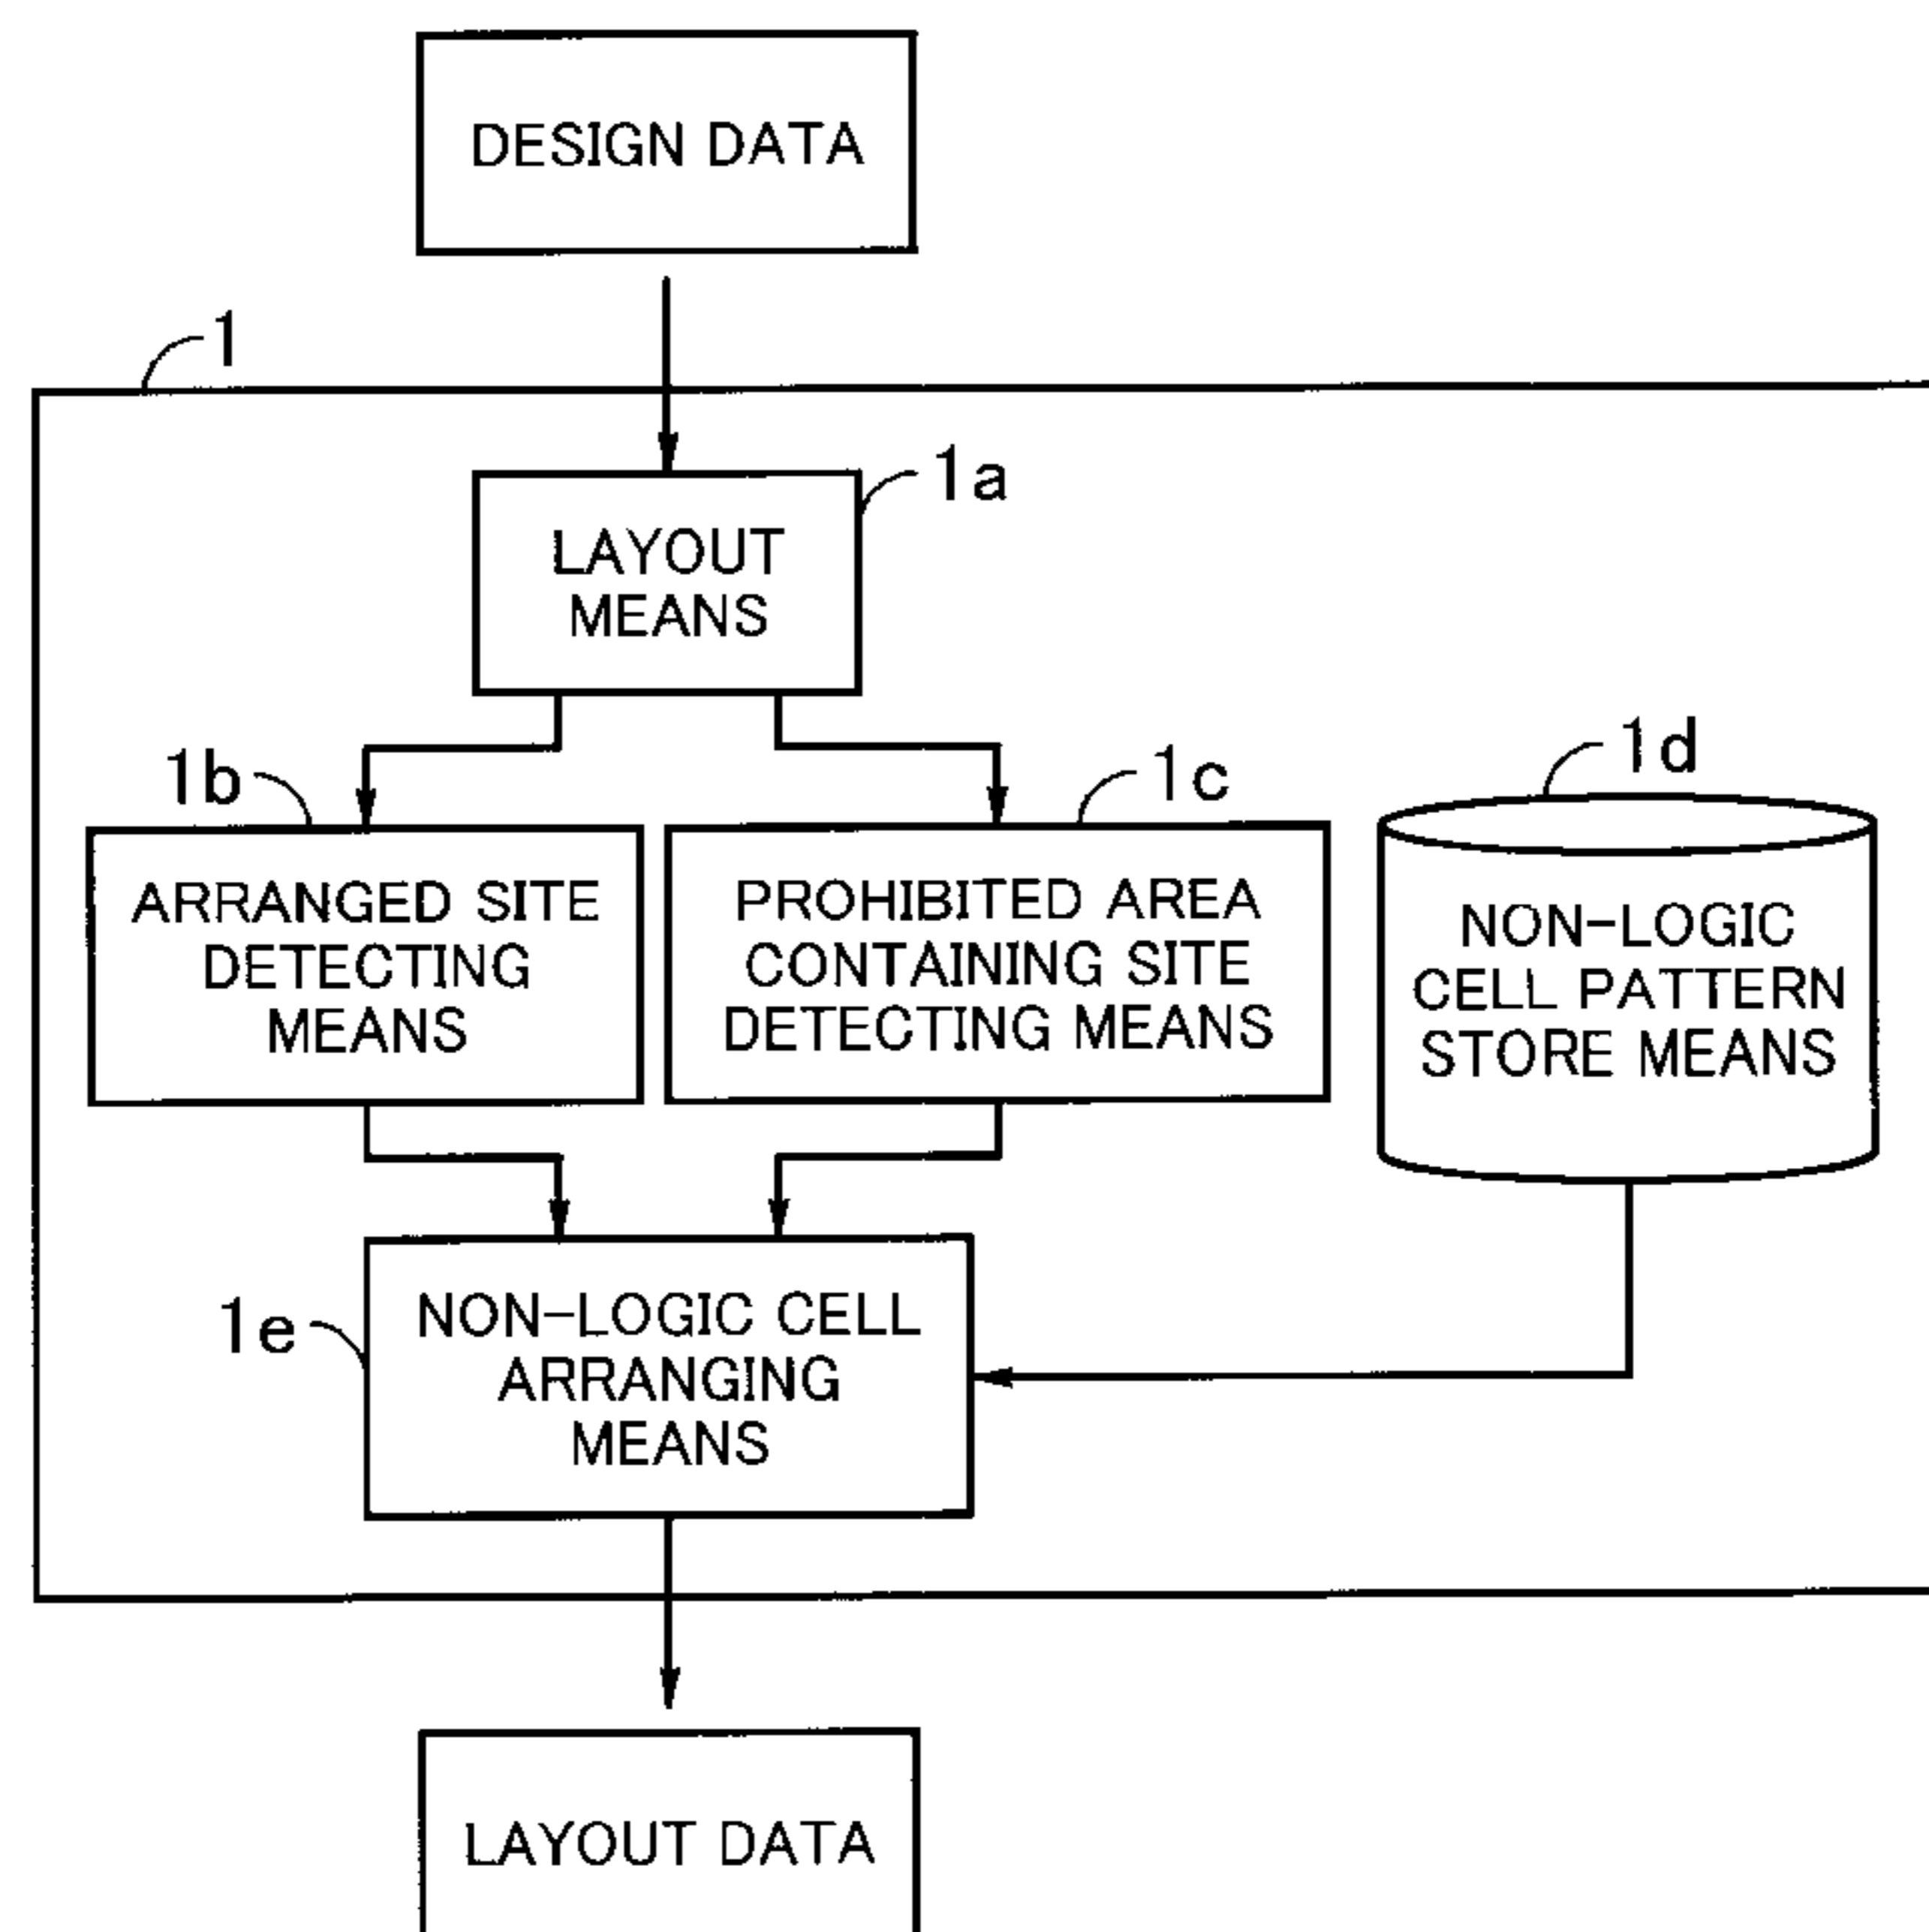 DESIGN DATA
1
1a
LAYOUT
MEANS
1b
1c
1d
ARRANGED SITE
DETECTING
MEANS
PROHIBITED AREA
CONTAINING SITE
DETECTING MEANS
NON-LOGIC
CELL PATTERN
STORE MEANS
1e
NON-LOGIC CELL
ARRANGING
MEANS
LAYOUT DATA